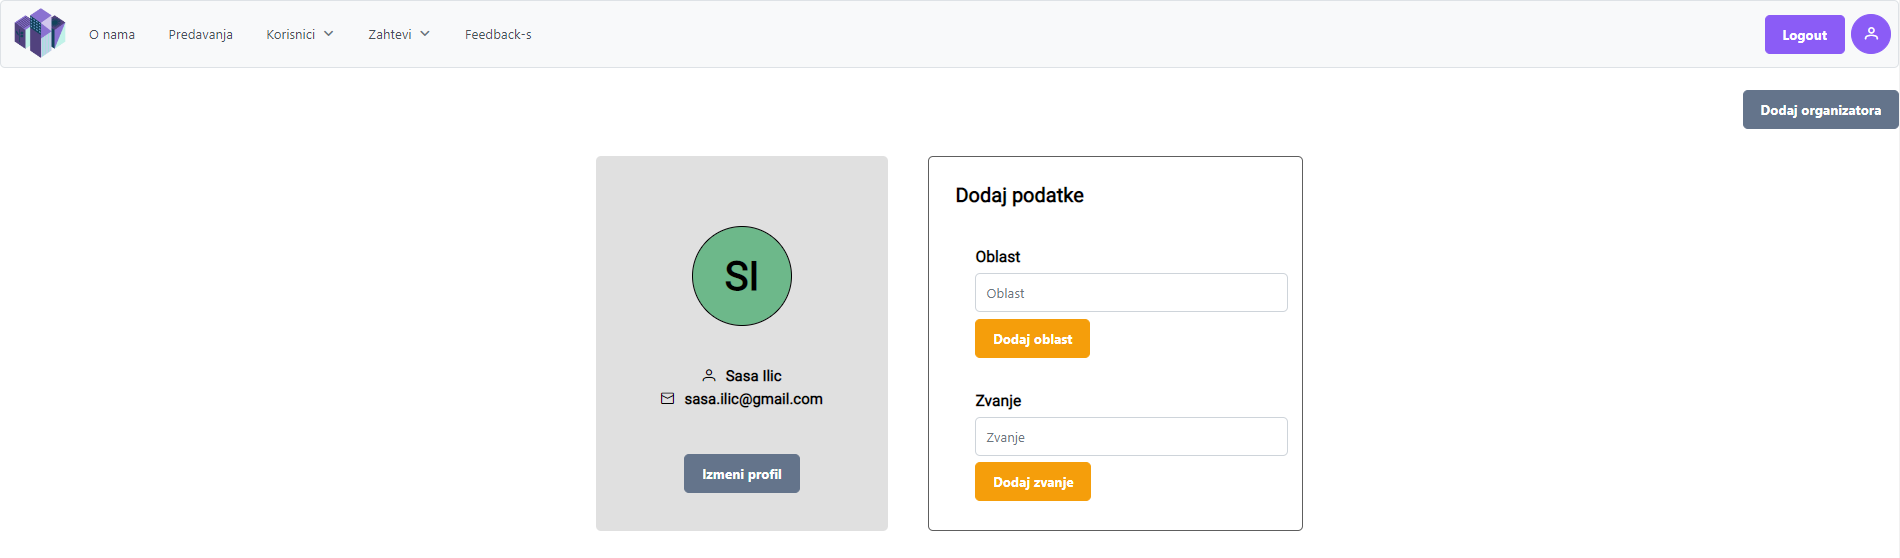 O nama Predavanja Korisnici Zahtevi Feedback-s Logout
Dodaj organizatora
SI
Sasa Ilic
sasa.ilic@gmail.com
Izmeni profil
Dodaj podatke
Oblast
Oblast
Dodaj oblast
Zvanje
Zvanje
Dodaj zvanje